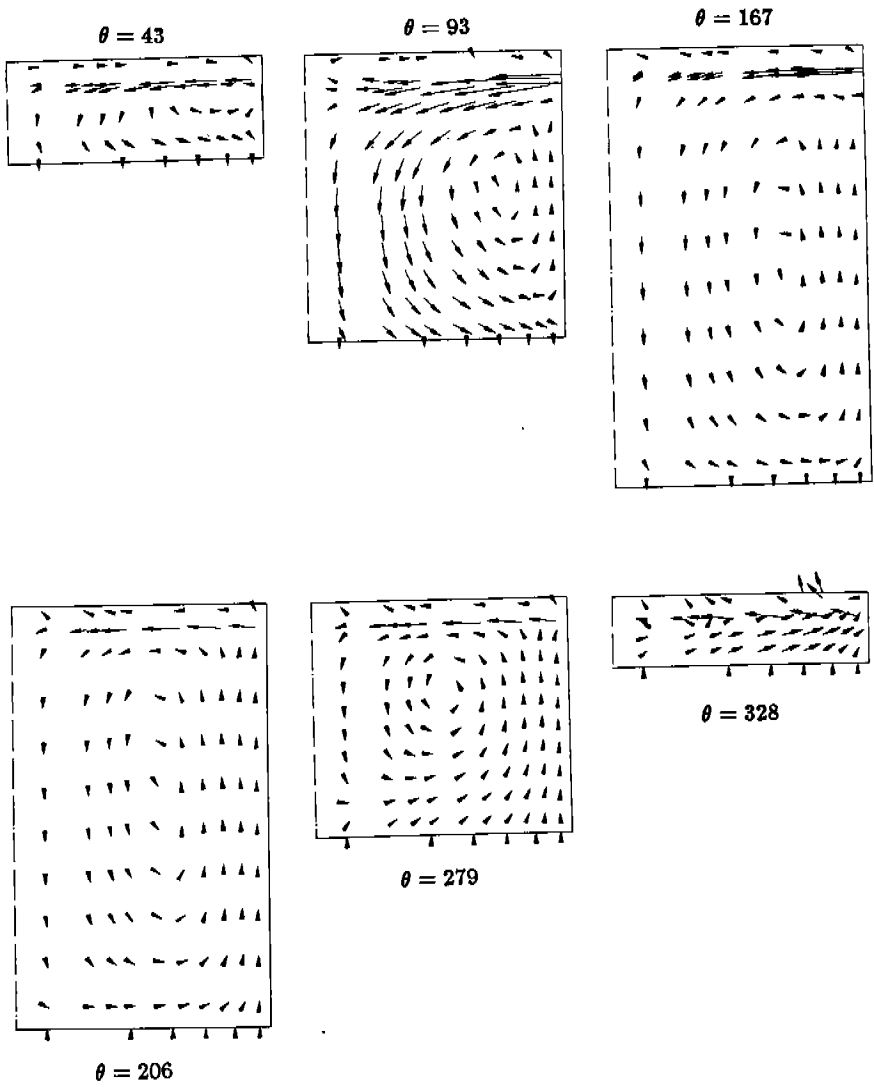 θ = 43
θ = 93
θ = 167
θ = 328
θ = 279
θ = 206